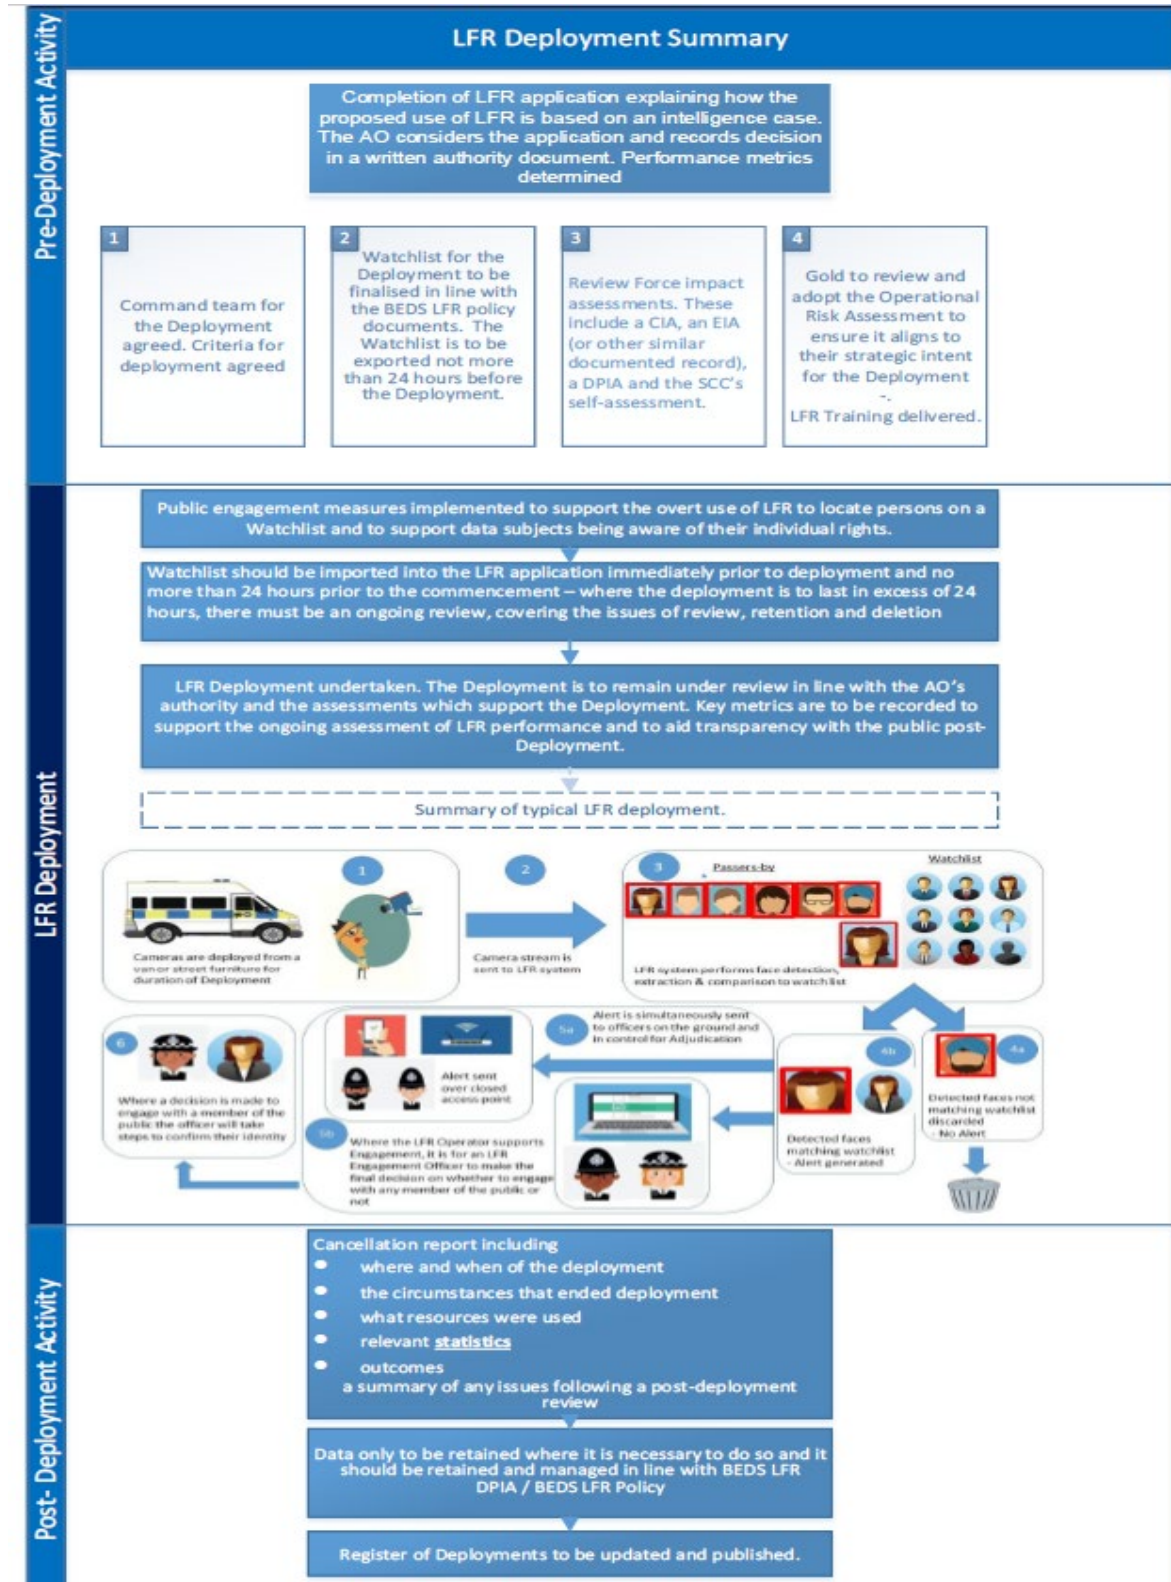 LFR Deployment Summary
Pre-Deployment Activity
Completion of LFR application explaining how the
proposed use of LFR is based on an intelligence case.
The AO considers the application and records decision
in a written authority document. Performance metrics
determined
1
Command team for
the Deployment
agreed. Criteria for
deployment agreed
2
Watchlist for the
Deployment to be
finalised in line with
the BEDS LFR policy
documents. The
Watchlist is to be
exported not more
than 24 hours before
the Deployment.
3
Review Force impact
assessments. These
include a CIA, an EIA
(or other similar
documented record),
a DPIA and the SCC's
self-assessment.
4
Gold to review and
adopt the Operational
Risk Assessment to
ensure it aligns to
their strategic intent
for the Deployment
-.
LFR Training delivered.
LFR Deployment
Public engagement measures implemented to support the overt use of LFR to locate persons on a
Watchlist and to support data subjects being aware of their individual rights.
Watchlist should be imported into the LFR application immediately prior to deployment and no
more than 24 hours prior to the commencement – where the deployment is to last in excess of 24
hours, there must be an ongoing review, covering the issues of review, retention and deletion
LFR Deployment undertaken. The Deployment is to remain under review in line with the AO's
authority and the assessments which support the Deployment. Key metrics are to be recorded to
support the ongoing assessment of LFR performance and to aid transparency with the public post-
Deployment.
Summary of typical LFR deployment.
1
Cameras are deployed from a
van or street furniture for
duration of Deployment
2
Camera stream is
sent to LFR system
3
Passers-by
Watchlist
LFR system performs face detection,
extraction & comparison to watchlist
4a
Detected faces not
matching watchlist
discarded
- No Alert
4b
Detected faces
matching watchlist
- Alert generated
5a
Alert is simultaneously sent
to officers on the ground and
in control for Adjudication
Alert sent
over closed
access point
5b
Where the LFR Operator supports
Engagement, it is for an LFR
Engagement Officer to make the
final decision on whether to engage
with any member of the public or
not
6
Where a decision is made to
engage with a member of the
public the officer will take
steps to confirm their identity
Post- Deployment Activity
Cancellation report including
● where and when of the deployment
● the circumstances that ended deployment
● what resources were used
● relevant statistics
● outcomes
a summary of any issues following a post-deployment
review
Data only to be retained where it is necessary to do so and it
should be retained and managed in line with BEDS LFR
DPIA / BEDS LFR Policy
Register of Deployments to be updated and published.